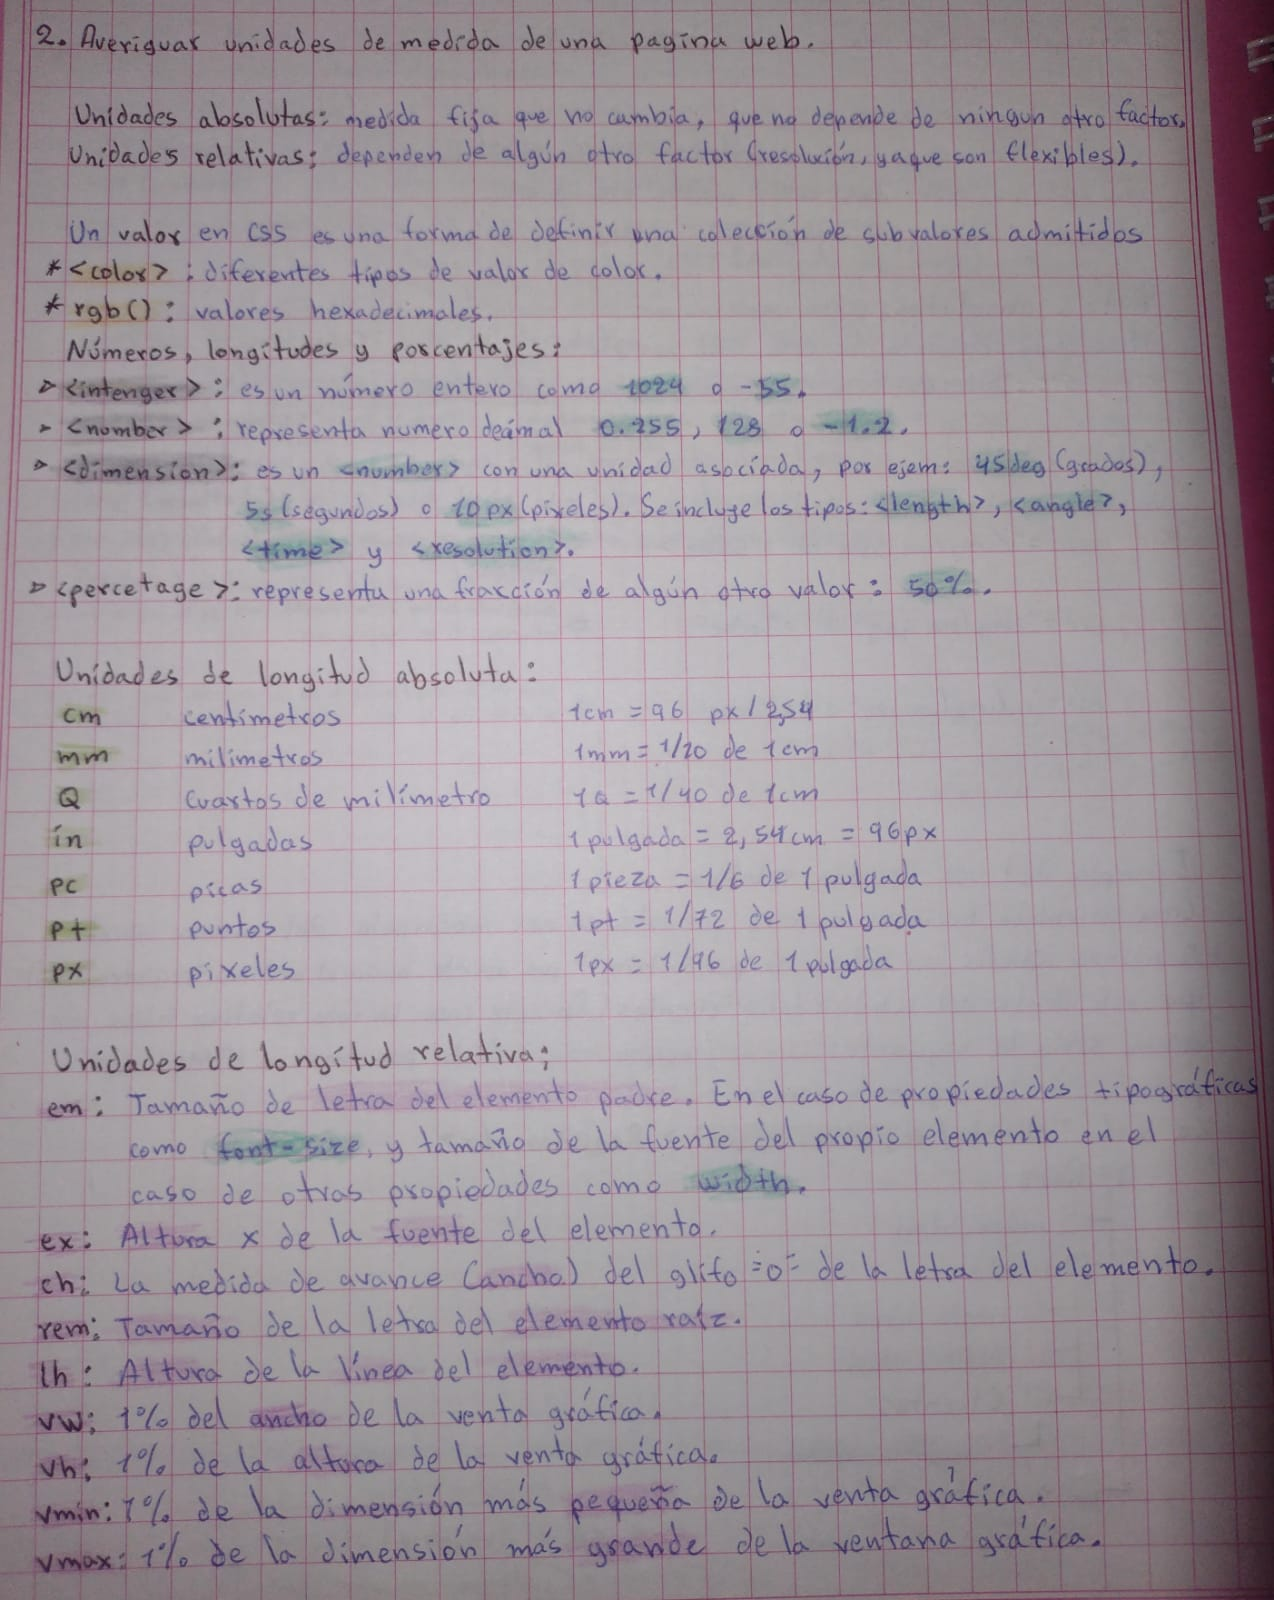 2. Averiguar unidades de medida de una pagina web.
Unidades absolutas: medida fija que no cambia, que no depende de ningun otro factor.
Unidades relativas: dependen de algún otro factor (resolución, ya que son flexibles).
Un valor en CSS es una forma de definir una colección de subvalores admitidos
* <color> : diferentes tipos de valor de color.
* rgb() : valores hexadecimales.
Números, longitudes y porcentajes:
▷ <intenger> : es un número entero como 1024 o -55.
▷ <number> : representa numero decimal 0.255, 128 o -1.2.
▷ <dimension>: es un <number> con una unidad asociada, por ejem: 45deg (grados),
5s (segundos) o 10px (pixeles). Se incluye los tipos: <length>, <angle>,
<time> y <resolution>.
▷ <percetage>: representa una fracción de algún otro valor: 50%.
Unidades de longitud absoluta:
cm centímetros 1cm = 96 px / 2,54
mm milimetros 1mm = 1/10 de 1cm
Q Cuartos de milímetro 1Q = 1/40 de 1cm
in pulgadas 1 pulgada = 2,54cm = 96px
pc picas 1 pieza = 1/6 de 1 pulgada
pt puntos 1pt = 1/72 de 1 pulgada
px pixeles 1px = 1/96 de 1 pulgada
Unidades de longitud relativa:
em: Tamaño de letra del elemento padre. En el caso de propiedades tipográficas
como font-size, y tamaño de la fuente del propio elemento en el
caso de otras propiedades como width.
ex: Altura x de la fuente del elemento.
ch: La medida de avance (ancho) del glifo "0" de la letra del elemento.
rem: Tamaño de la letra del elemento raíz.
lh: Altura de la línea del elemento.
vw: 1% del ancho de la venta gráfica.
vh: 1% de la altura de la venta gráfica.
vmin: 1% de la dimensión más pequeña de la venta gráfica.
vmax: 1% de la dimensión más grande de la ventana gráfica.